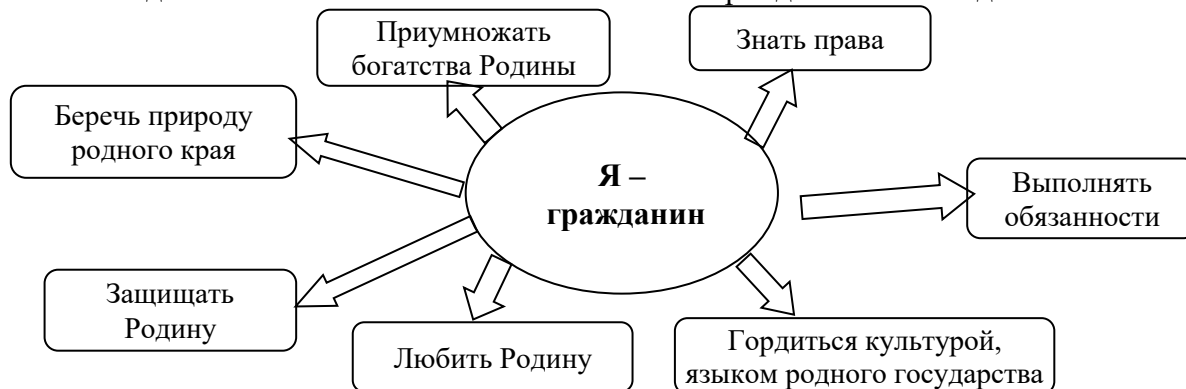 Приумножать
богатства Родины
Знать права
Беречь природу
родного края
Я –
гражданин
Выполнять
обязанности
Защищать
Родину
Любить Родину
Гордиться культурой,
языком родного государства